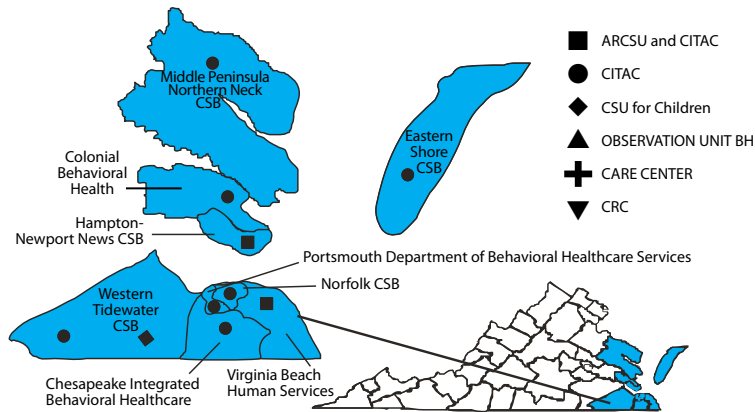 Middle Peninsula
Northern Neck
CSB
Colonial
Behavioral
Health
Hampton-
Newport News CSB
Eastern
Shore
CSB
ARCSU and CITAC
CITAC
CSU for Children
OBSERVATION UNIT BH
CARE CENTER
CRC
Portsmouth Department of Behavioral Healthcare Services
Norfolk CSB
Western
Tidewater
CSB
Chesapeake Integrated
Behavioral Healthcare
Virginia Beach
Human Services